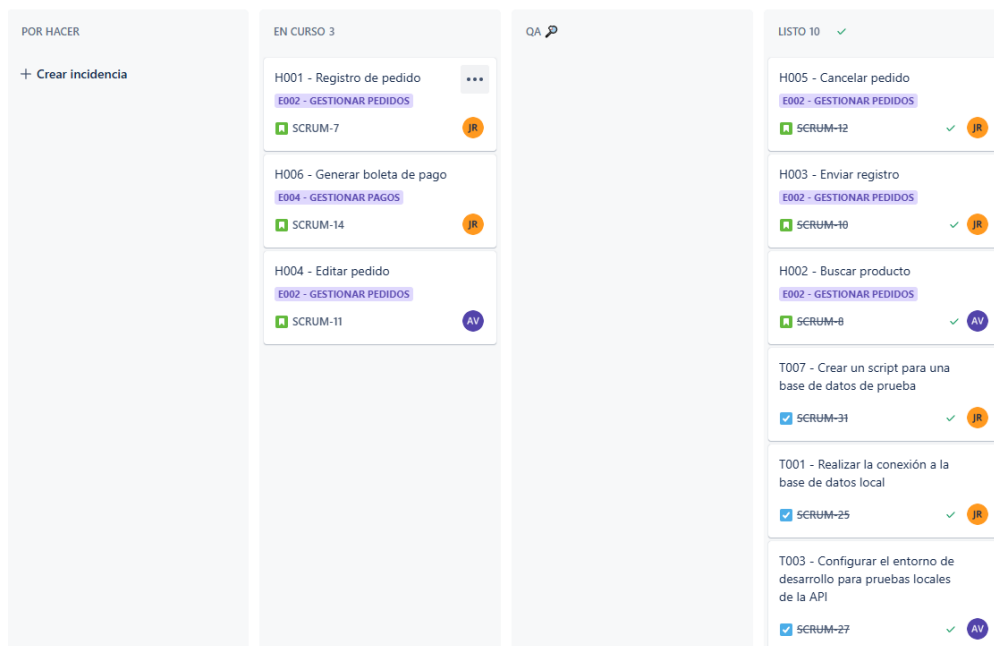 POR HACER
+ Crear incidencia
EN CURSO 3
H001 - Registro de pedido
E002 - GESTIONAR PEDIDOS
SCRUM-7
JR
H006 - Generar boleta de pago
E004 - GESTIONAR PAGOS
SCRUM-14
JR
H004 - Editar pedido
E002 - GESTIONAR PEDIDOS
SCRUM-11
AV
QA
LISTO 10
H005 - Cancelar pedido
E002 - GESTIONAR PEDIDOS
SCRUM-12
JR
H003 - Enviar registro
E002 - GESTIONAR PEDIDOS
SCRUM-10
JR
H002 - Buscar producto
E002 - GESTIONAR PEDIDOS
SCRUM-8
AV
T007 - Crear un script para una
base de datos de prueba
SCRUM-31
JR
T001 - Realizar la conexión a la
base de datos local
SCRUM-25
JR
T003 - Configurar el entorno de
desarrollo para pruebas locales
de la API
SCRUM-27
AV